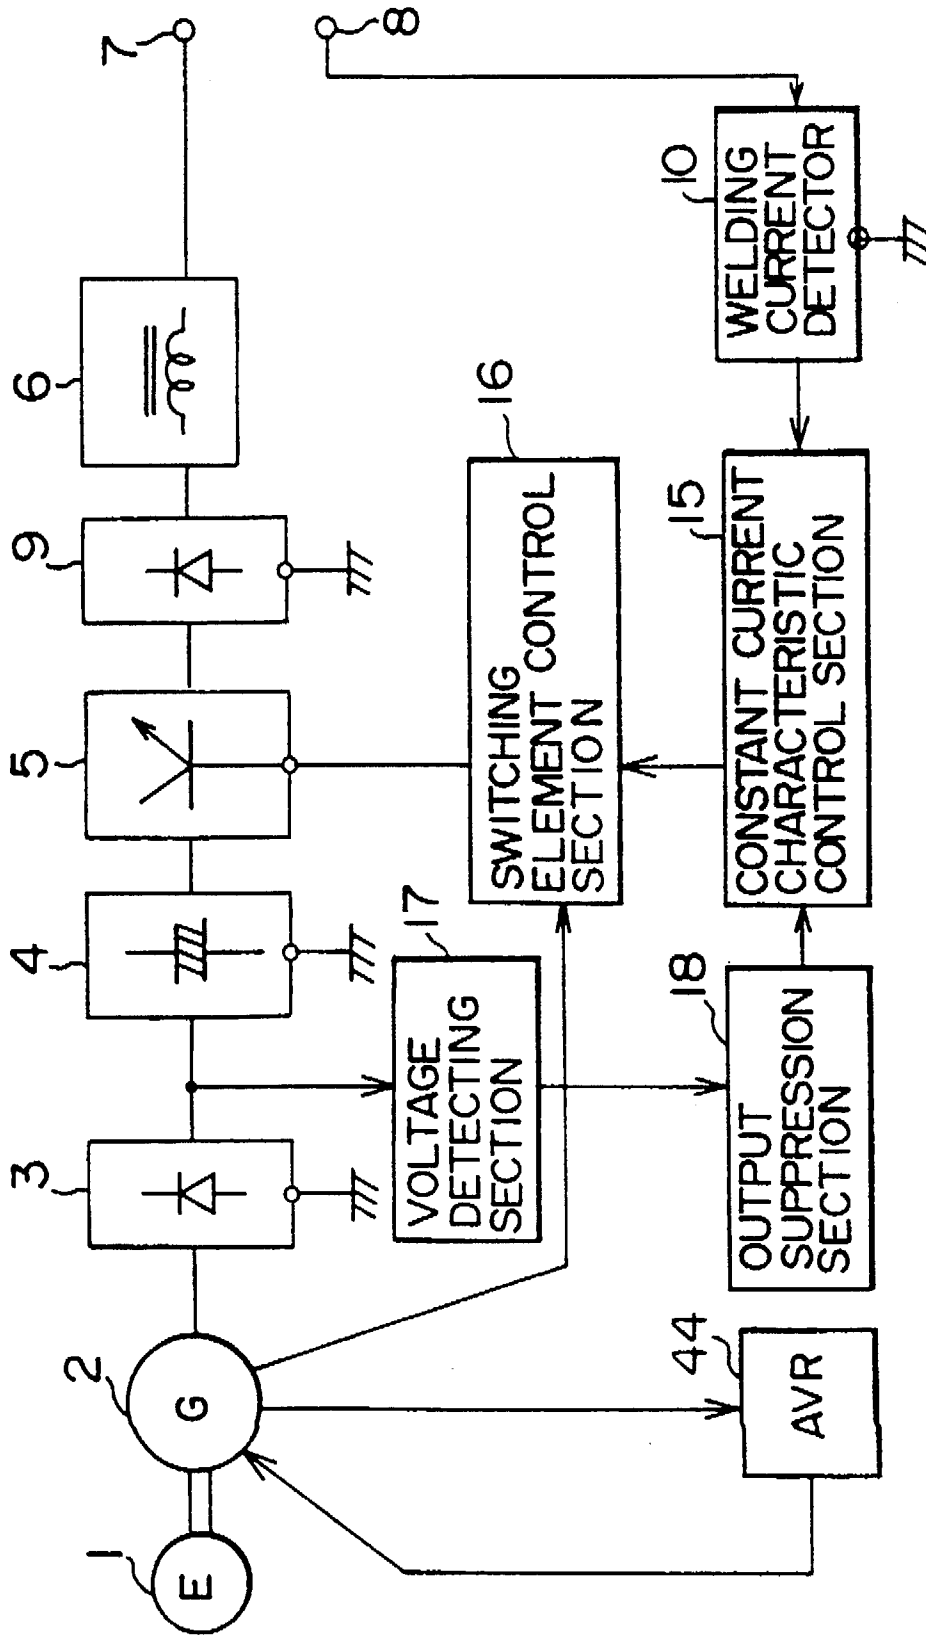 1
E
2
G
3
4
5
9
6
7
8
17
VOLTAGE
DETECTING
SECTION
16
SWITCHING
ELEMENT CONTROL
SECTION
44
AVR
18
OUTPUT
SUPPRESSION
SECTION
15
CONSTANT CURRENT
CHARACTERISTIC
CONTROL SECTION
10
WELDING
CURRENT
DETECTOR